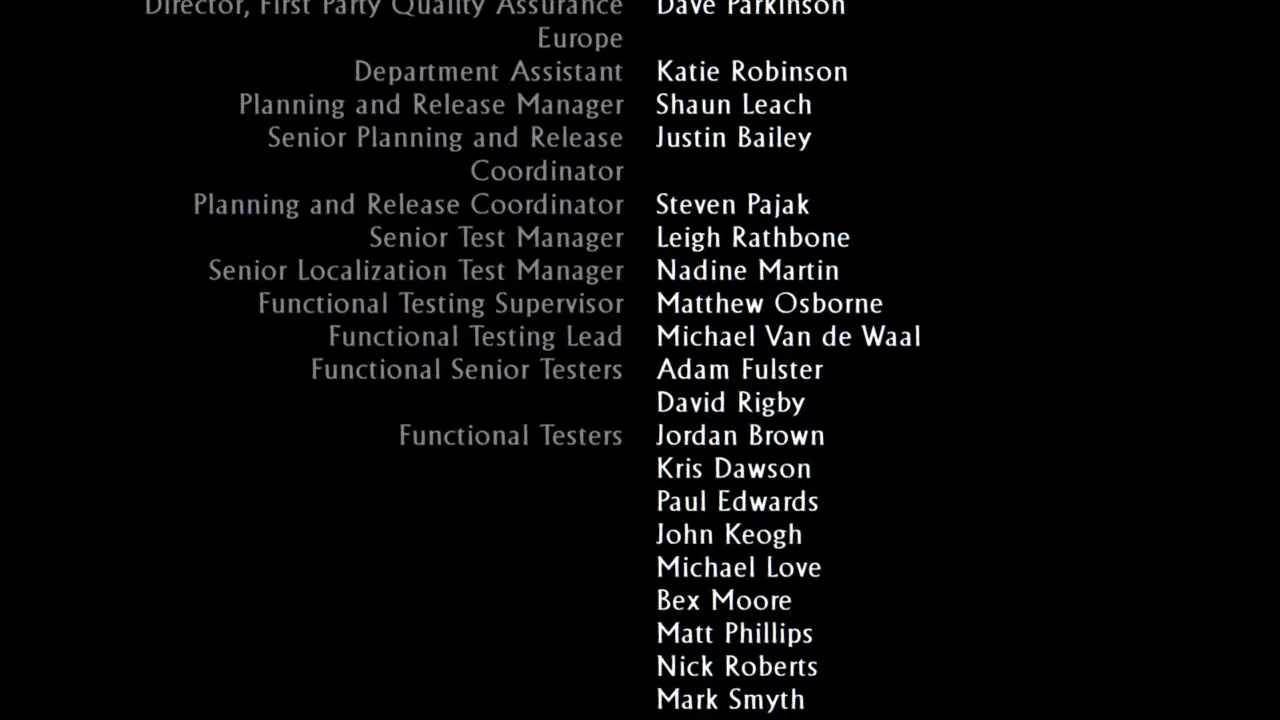 Director, First Party Quality Assurance Dave Parkinson
Europe
Department Assistant Katie Robinson
Planning and Release Manager Shaun Leach
Senior Planning and Release Justin Bailey
Coordinator
Planning and Release Coordinator Steven Pajak
Senior Test Manager Leigh Rathbone
Senior Localization Test Manager Nadine Martin
Functional Testing Supervisor Matthew Osborne
Functional Testing Lead Michael Van de Waal
Functional Senior Testers Adam Fulster
David Rigby
Functional Testers Jordan Brown
Kris Dawson
Paul Edwards
John Keogh
Michael Love
Bex Moore
Matt Phillips
Nick Roberts
Mark Smyth